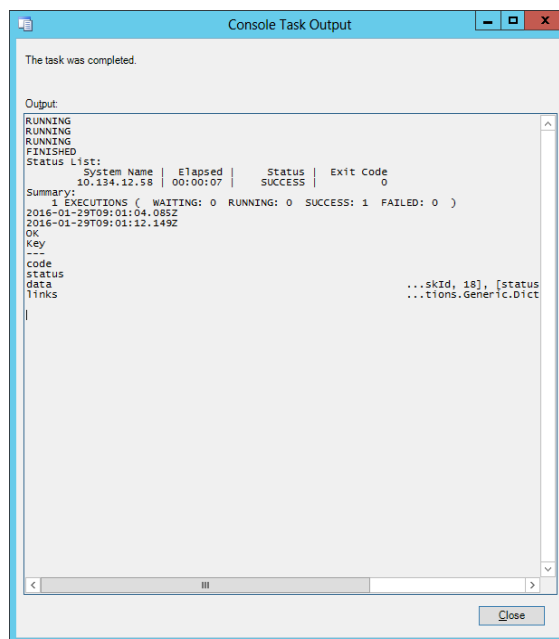 Console Task Output
The task was completed.
Output:
RUNNING
RUNNING
RUNNING
FINISHED
Status List:
System Name | Elapsed | Status | Exit Code
10.134.12.58 | 00:00:07 | SUCCESS | 0
Summary:
1 EXECUTIONS ( WAITING: 0 RUNNING: 0 SUCCESS: 1 FAILED: 0 )
2016-01-29T09:01:04.085Z
2016-01-29T09:01:12.149Z
OK
Key
---
code
status
data ...skId, 18], [status
links ...tions.Generic.Dict
Close